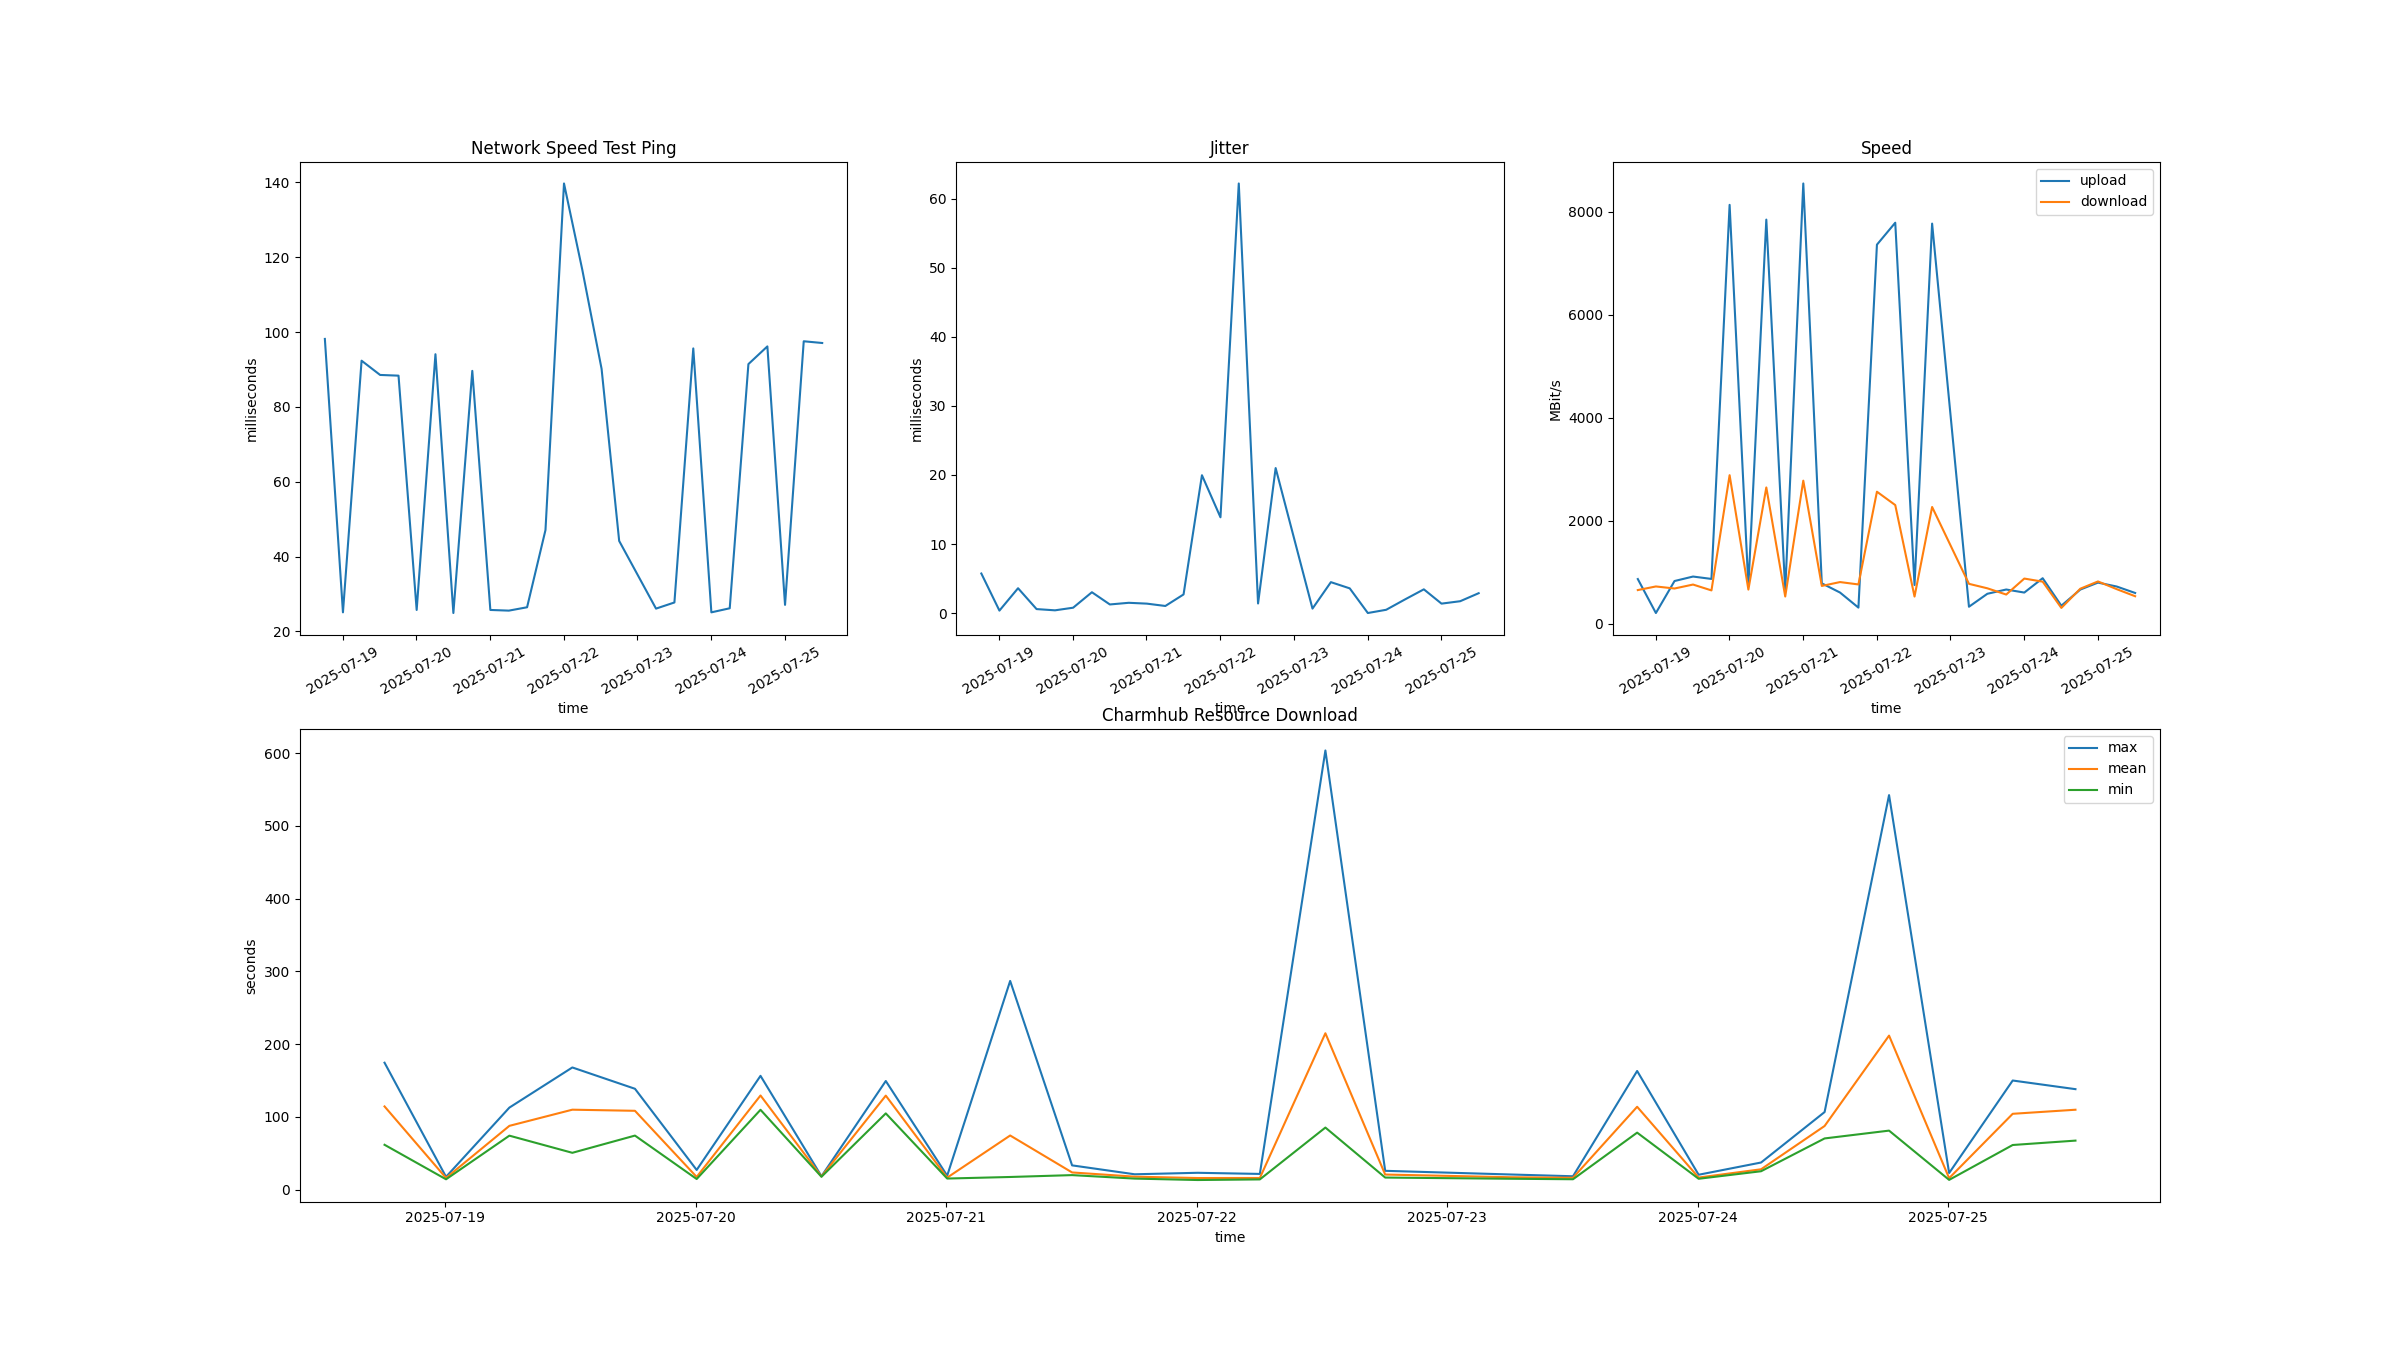 Network Speed Test Ping
milliseconds
140
120
100
80
60
40
20
2025-07-19 2025-07-20 2025-07-21 2025-07-22 2025-07-23 2025-07-24 2025-07-25
time
Jitter
milliseconds
60
50
40
30
20
10
0
2025-07-19 2025-07-20 2025-07-21 2025-07-22 2025-07-23 2025-07-24 2025-07-25
time
Speed
upload
download
MBit/s
8000
6000
4000
2000
0
2025-07-19 2025-07-20 2025-07-21 2025-07-22 2025-07-23 2025-07-24 2025-07-25
time
Charmhub Resource Download
max
mean
min
seconds
600
500
400
300
200
100
0
2025-07-19 2025-07-20 2025-07-21 2025-07-22 2025-07-23 2025-07-24 2025-07-25
time